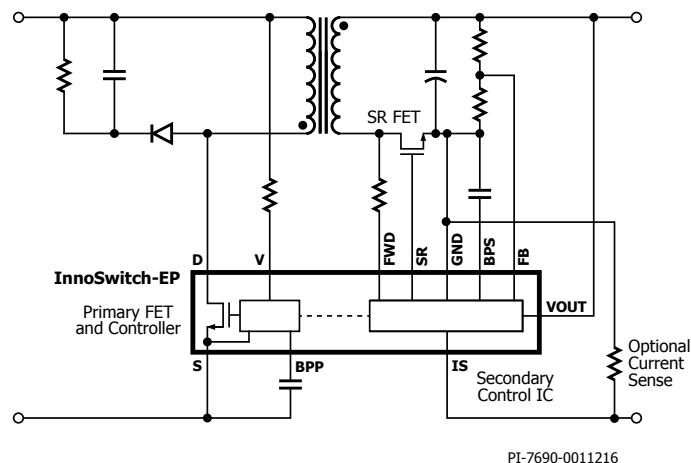 SR FET
D
V
FWD
SR
GND
BPS
FB
InnoSwitch-EP
Primary FET
and Controller
VOUT
S
BPP
IS
Secondary
Control IC
Optional
Current
Sense
PI-7690-0011216